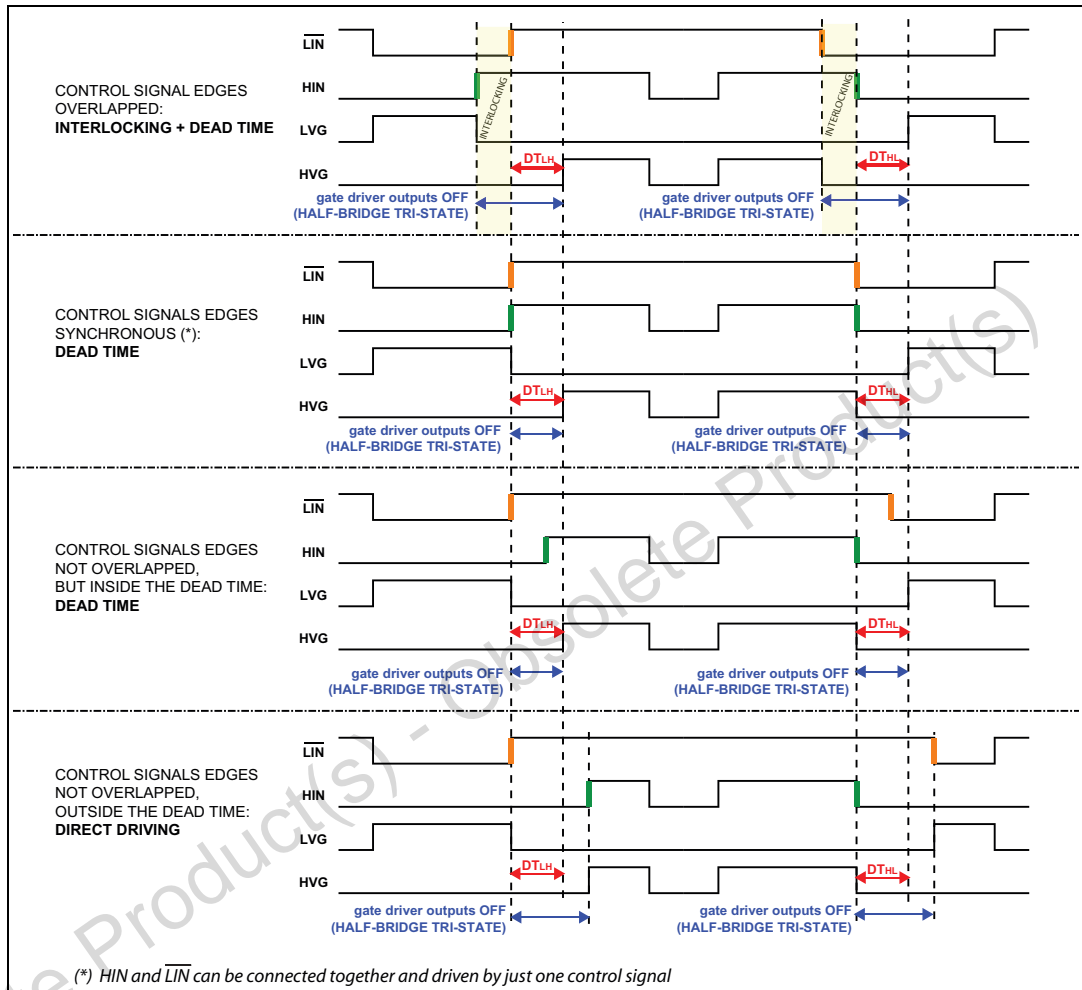 LIN
CONTROL SIGNAL EDGES
OVERLAPPED:
INTERLOCKING + DEAD TIME
HIN
INTERLOCKING
INTERLOCKING
LVG
DTLH
DTHL
HVG
gate driver outputs OFF
(HALF-BRIDGE TRI-STATE)
gate driver outputs OFF
(HALF-BRIDGE TRI-STATE)
LIN
CONTROL SIGNALS EDGES
SYNCHRONOUS (*):
DEAD TIME
HIN
LVG
DTLH
DTHL
HVG
gate driver outputs OFF
(HALF-BRIDGE TRI-STATE)
gate driver outputs OFF
(HALF-BRIDGE TRI-STATE)
LIN
CONTROL SIGNALS EDGES
NOT OVERLAPPED,
BUT INSIDE THE DEAD TIME:
DEAD TIME
HIN
LVG
DTLH
DTHL
HVG
gate driver outputs OFF
(HALF-BRIDGE TRI-STATE)
gate driver outputs OFF
(HALF-BRIDGE TRI-STATE)
LIN
CONTROL SIGNALS EDGES
NOT OVERLAPPED,
OUTSIDE THE DEAD TIME:
DIRECT DRIVING
HIN
LVG
DTLH
DTHL
HVG
gate driver outputs OFF
(HALF-BRIDGE TRI-STATE)
gate driver outputs OFF
(HALF-BRIDGE TRI-STATE)
(*) HIN and LIN can be connected together and driven by just one control signal
Product(s) - Obsolete Product(s)